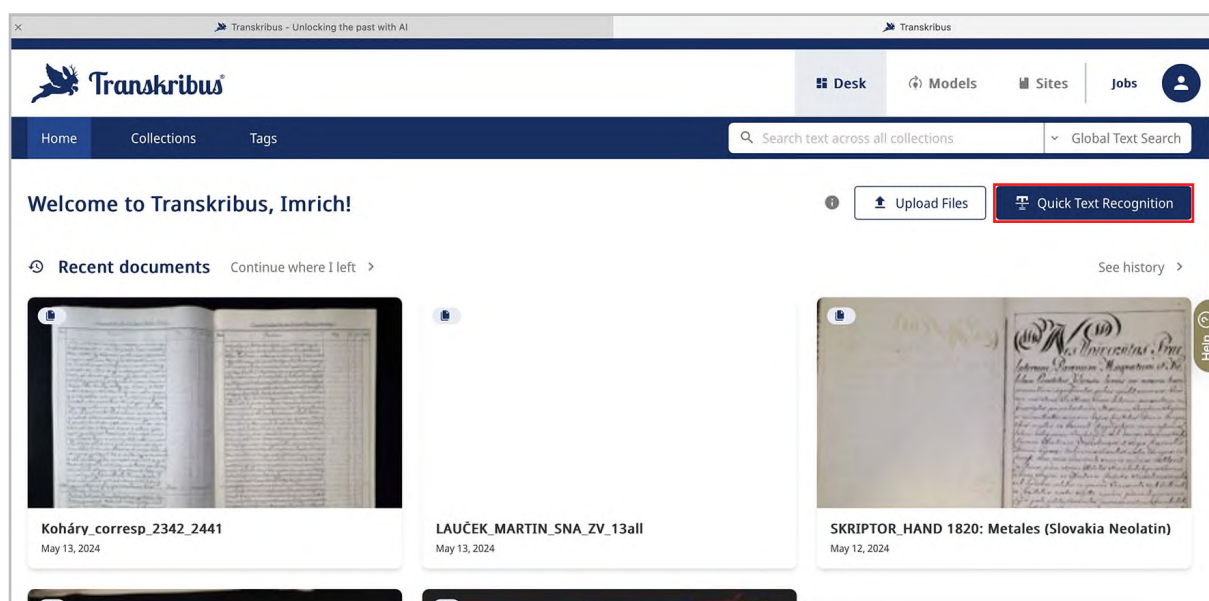 Transkribus - Unlocking the past with AI
Transkribus
Transkribus
Desk
Models
Sites
Jobs
Home
Collections
Tags
Search text across all collections
Global Text Search
Welcome to Transkribus, Imrich!
Upload Files
Quick Text Recognition
Recent documents
Continue where I left
See history
Help
Koháry_corresp_2342_2441
May 13, 2024
LAUČEK_MARTIN_SNA_ZV_13all
May 13, 2024
SKRIPTOR_HAND 1820: Metales (Slovakia Neolatin)
May 12, 2024